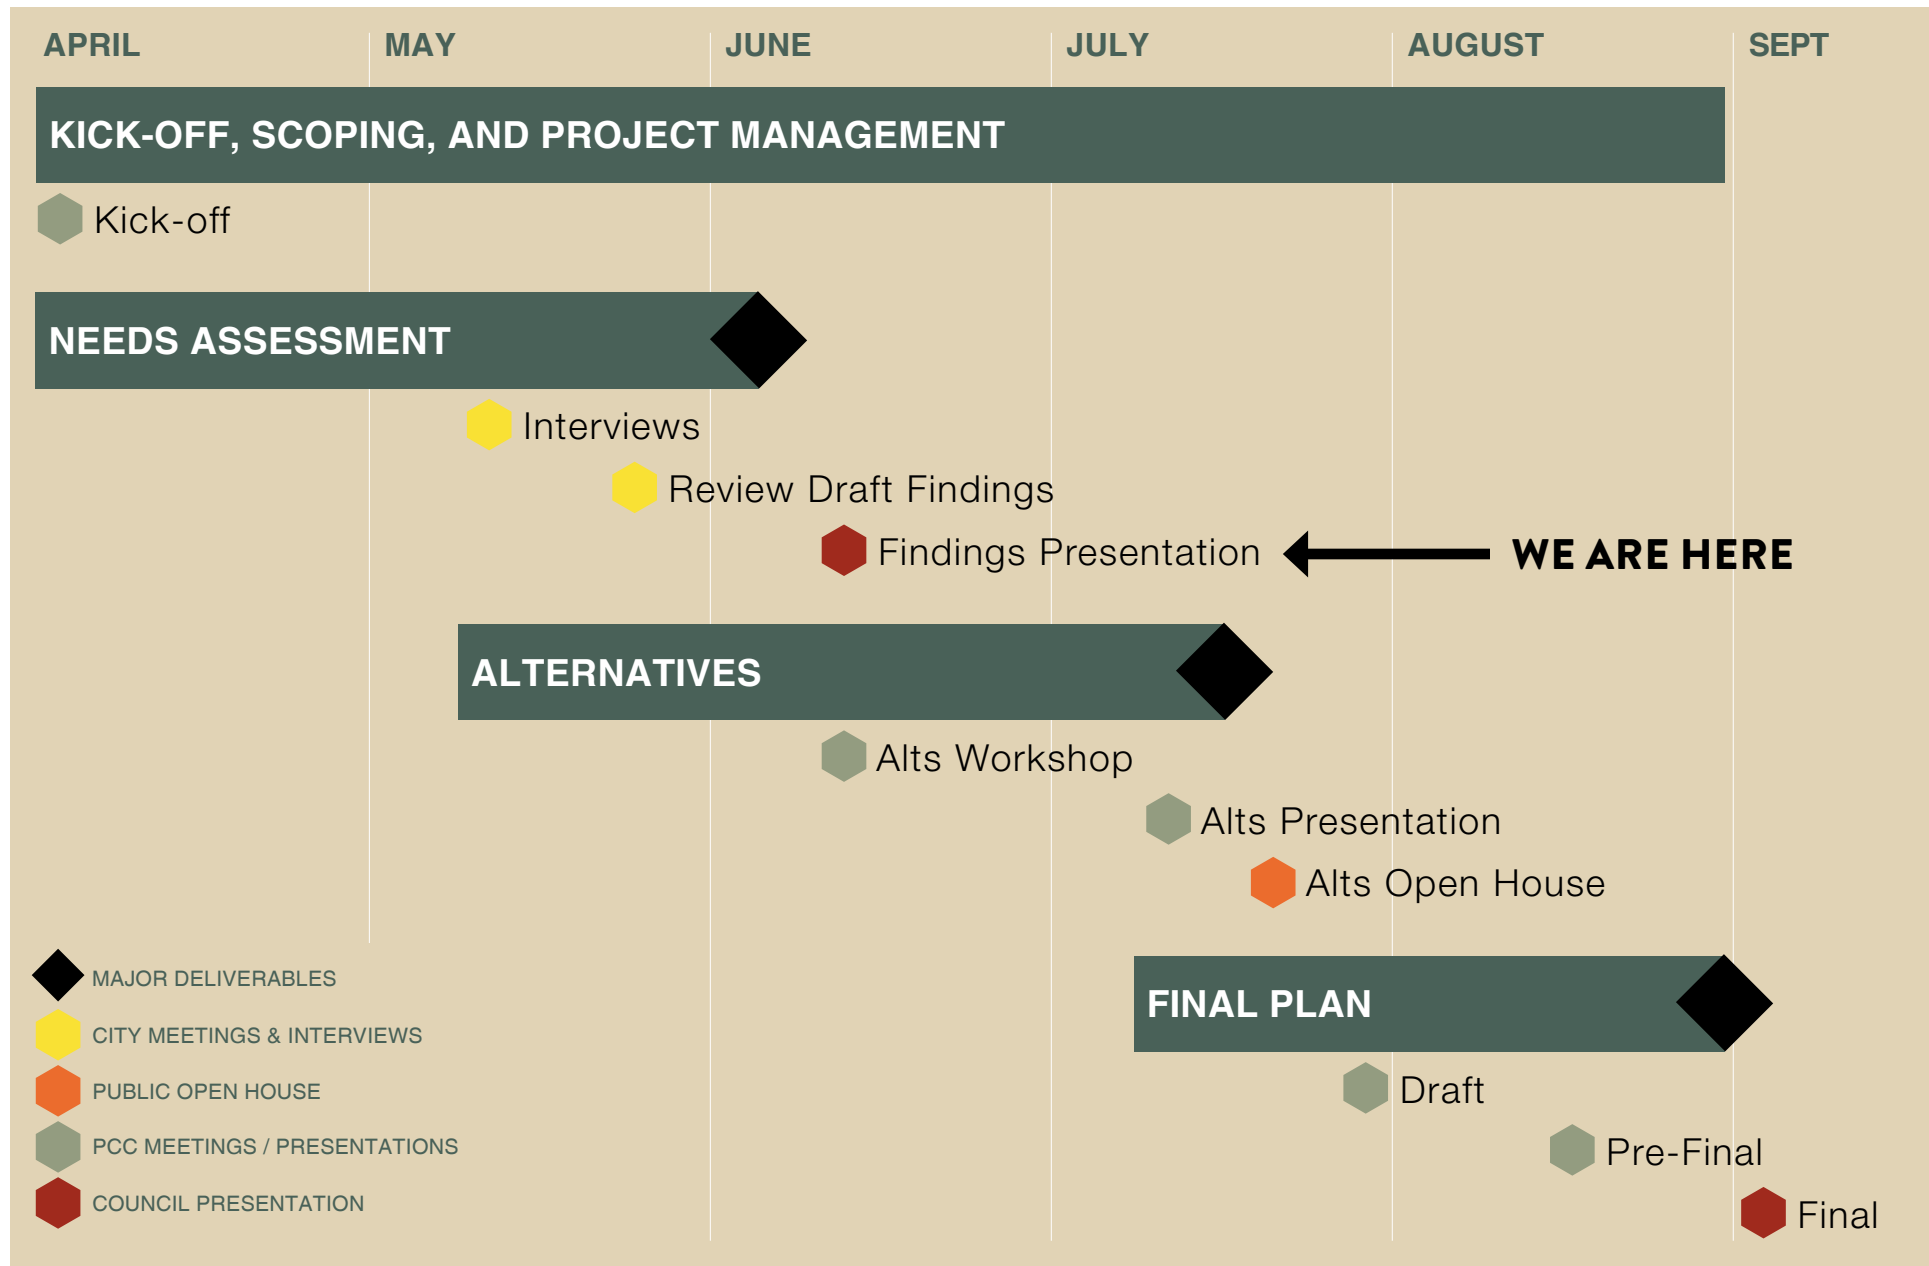 APRIL MAY JUNE JULY AUGUST SEPT
KICK-OFF, SCOPING, AND PROJECT MANAGEMENT
Kick-off
NEEDS ASSESSMENT
Interviews
Review Draft Findings
Findings Presentation WE ARE HERE
ALTERNATIVES
Alts Workshop
Alts Presentation
Alts Open House
FINAL PLAN
Draft
Pre-Final
Final
MAJOR DELIVERABLES
CITY MEETINGS & INTERVIEWS
PUBLIC OPEN HOUSE
PCC MEETINGS / PRESENTATIONS
COUNCIL PRESENTATION